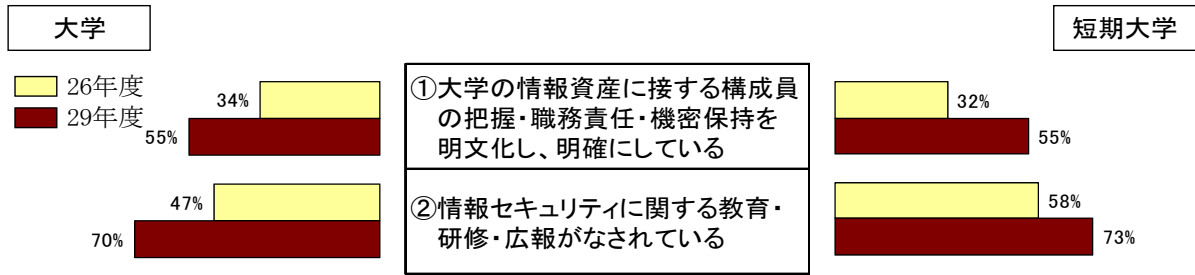 大学
短期大学
26年度
29年度
34%
55%
①大学の情報資産に接する構成員
の把握・職務責任・機密保持を
明文化し、明確にしている
32%
55%
47%
70%
②情報セキュリティに関する教育・
研修・広報がなされている
58%
73%